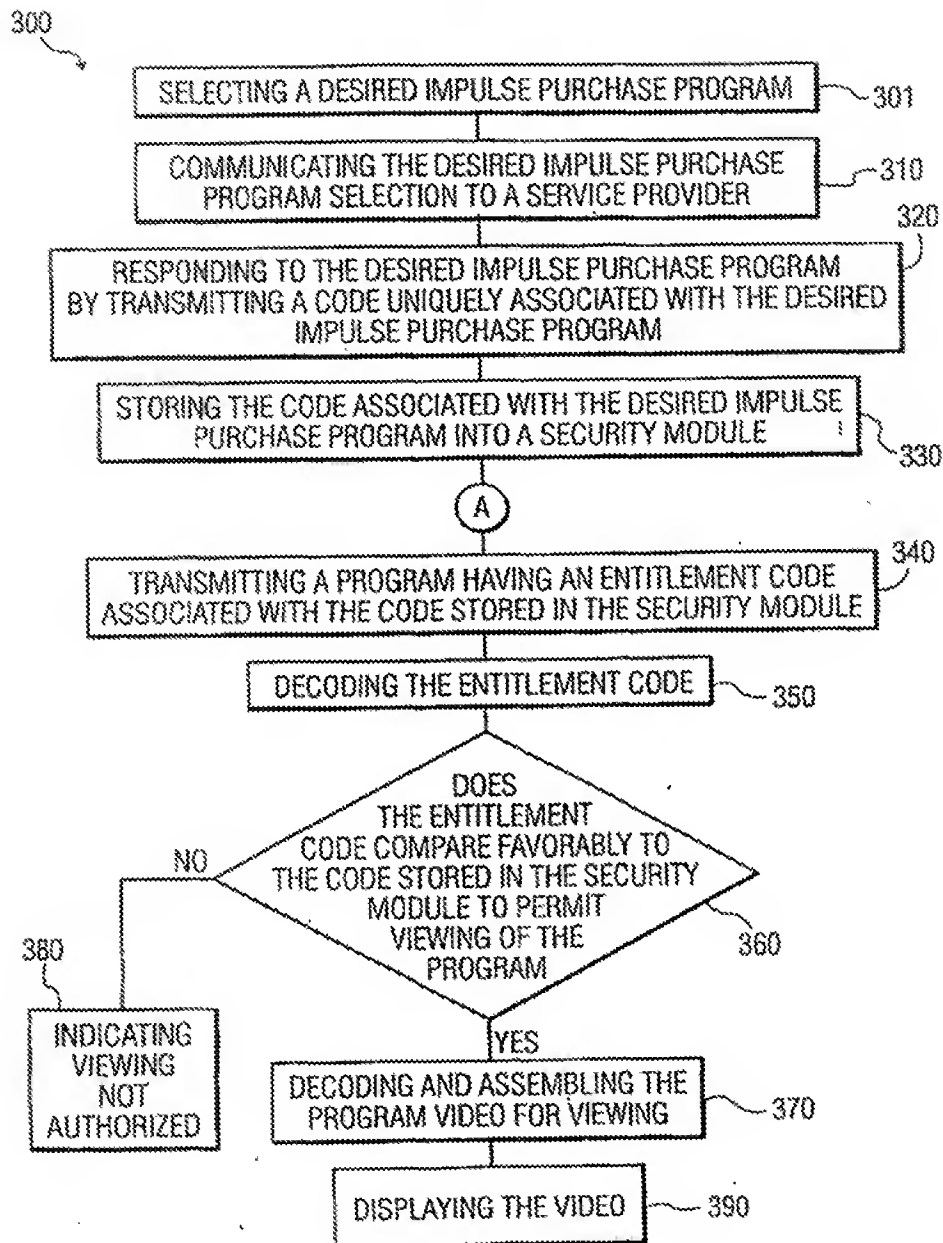 300
SELECTING A DESIRED IMPULSE PURCHASE PROGRAM
301
COMMUNICATING THE DESIRED IMPULSE PURCHASE
PROGRAM SELECTION TO A SERVICE PROVIDER
310
320
RESPONDING TO THE DESIRED IMPULSE PURCHASE PROGRAM
BY TRANSMITTING A CODE UNIQUELY ASSOCIATED WITH THE DESIRED
IMPULSE PURCHASE PROGRAM
STORING THE CODE ASSOCIATED WITH THE DESIRED IMPULSE
PURCHASE PROGRAM INTO A SECURITY MODULE
330
A
340
TRANSMITTING A PROGRAM HAVING AN ENTITLEMENT CODE
ASSOCIATED WITH THE CODE STORED IN THE SECURITY MODULE
DECODING THE ENTITLEMENT CODE
350
DOES
THE ENTITLEMENT
CODE COMPARE FAVORABLY TO
THE CODE STORED IN THE SECURITY
MODULE TO PERMIT
VIEWING OF THE
PROGRAM
360
NO
380
INDICATING
VIEWING
NOT
AUTHORIZED
YES
DECODING AND ASSEMBLING THE
PROGRAM VIDEO FOR VIEWING
370
DISPLAYING THE VIDEO
390